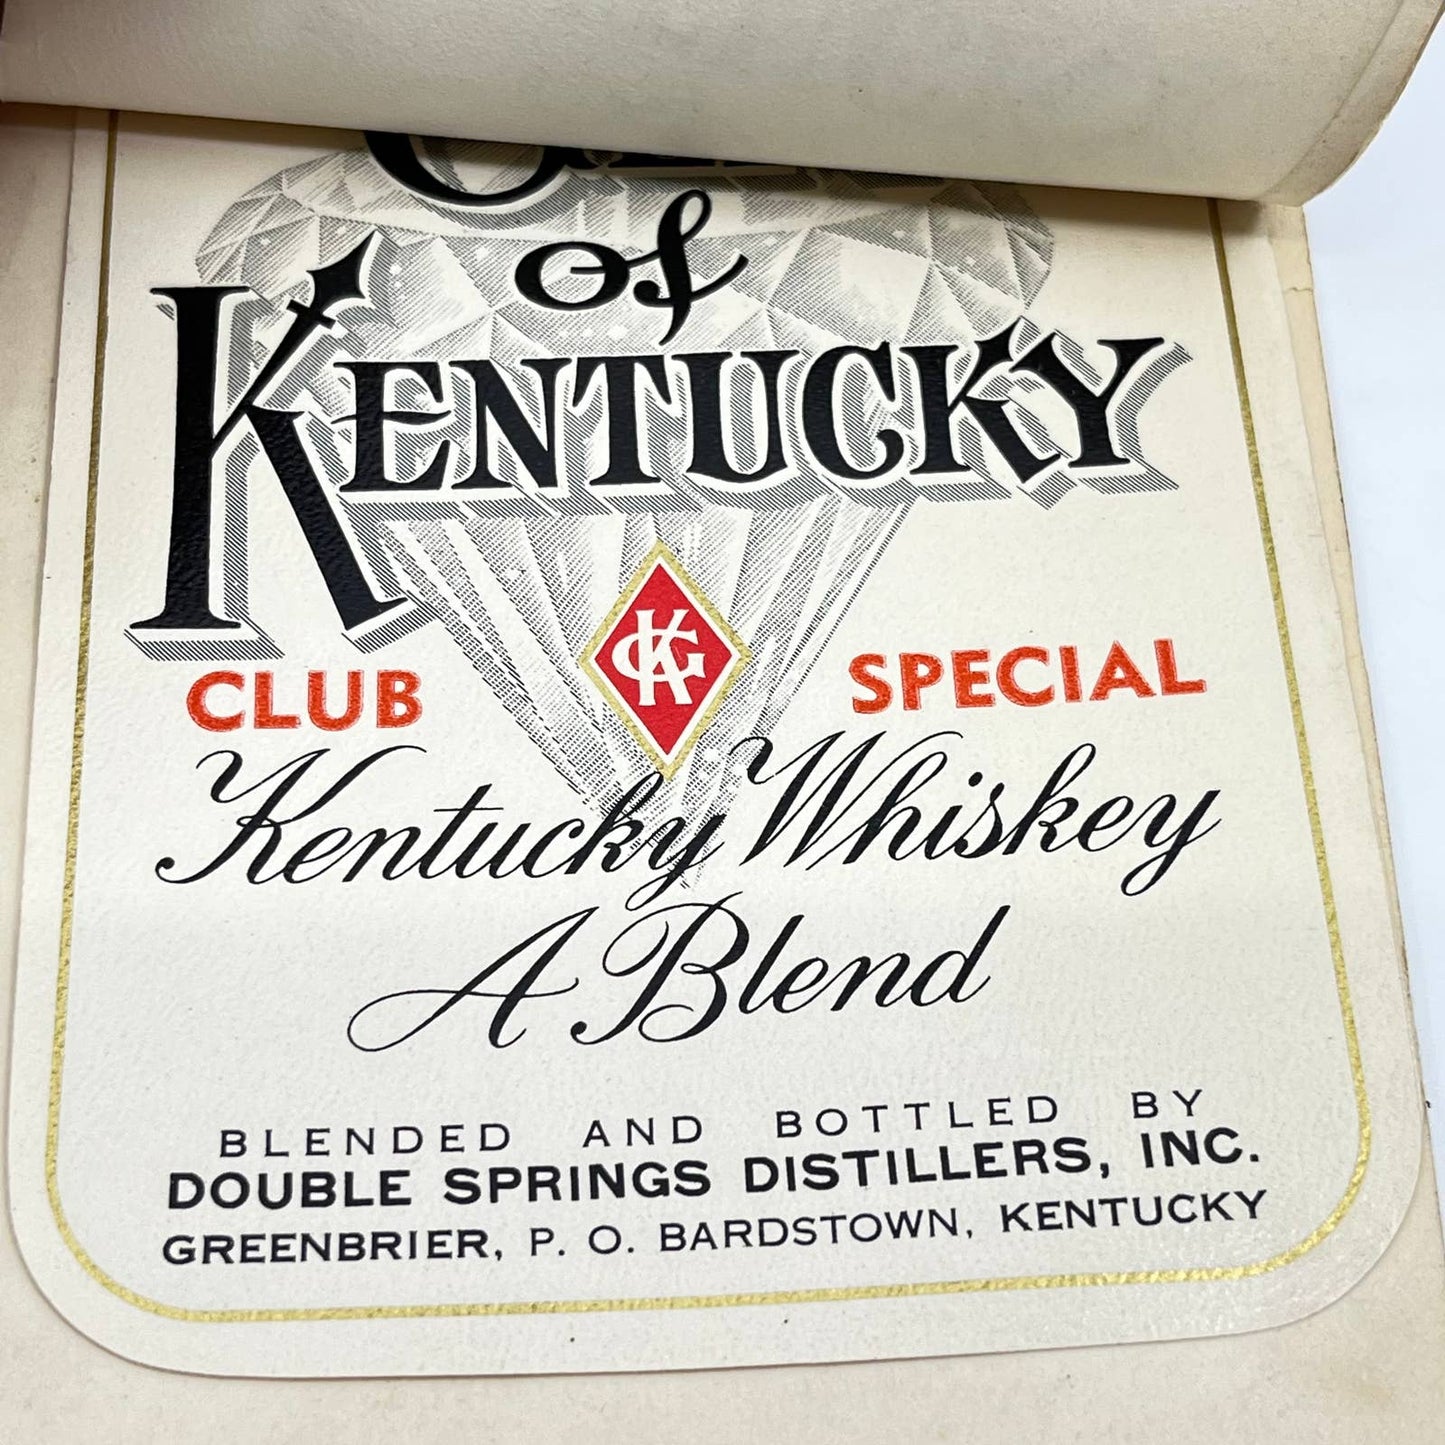 of
KENTUCKY
KG
CLUB SPECIAL
Kentucky Whiskey
A Blend
BLENDED AND BOTTLED BY
DOUBLE SPRINGS DISTILLERS, INC.
GREENBRIER, P. O. BARDSTOWN, KENTUCKY